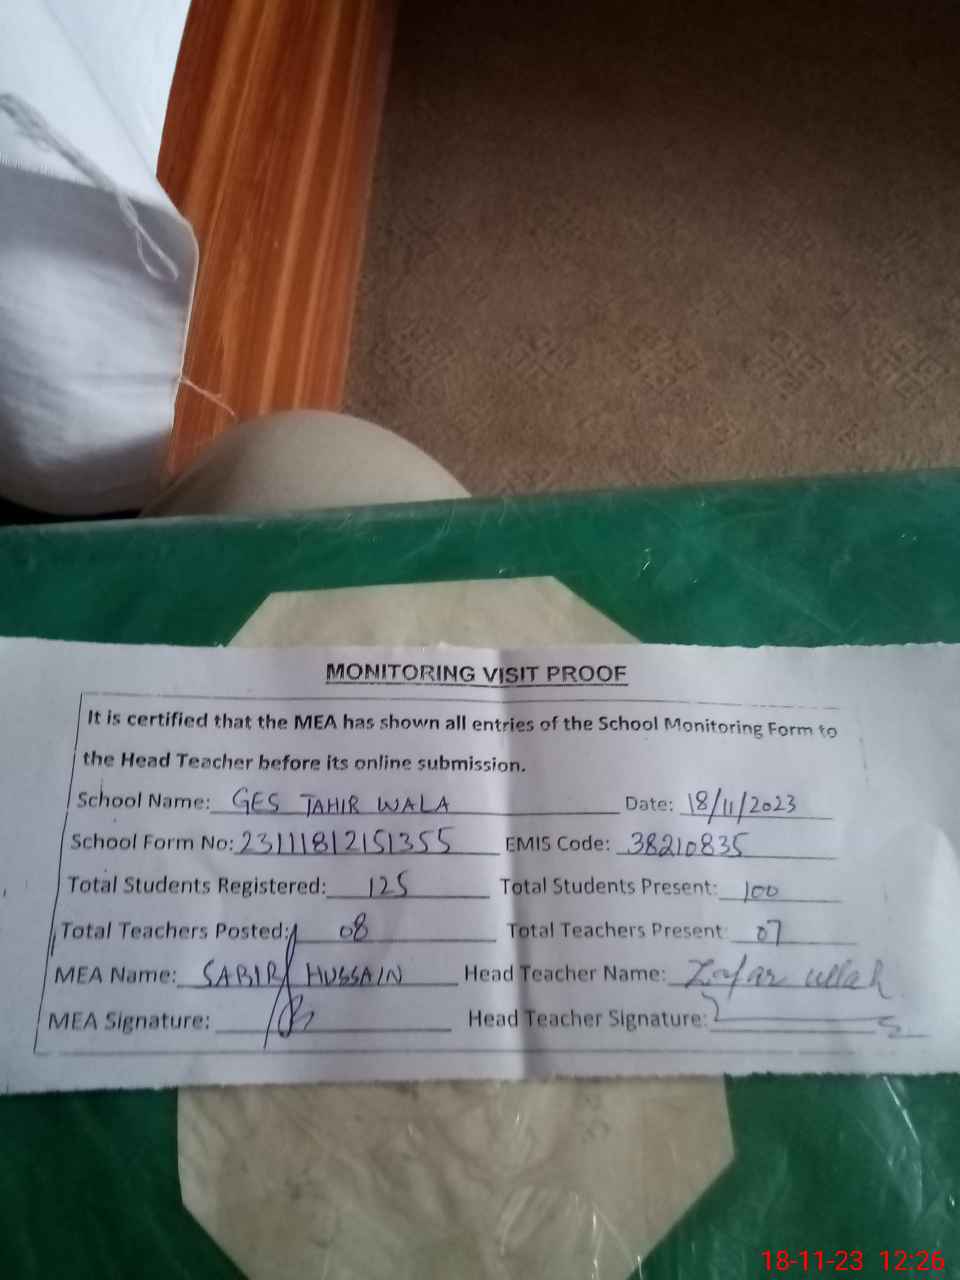 MONITORING VISIT PROOF
It is certified that the MEA has shown all entries of the School Monitoring Form to
the Head Teacher before its online submission.
School Name: GES TAHIR WALA Date: 18/11/2023
School Form No: 23111812151355 EMIS Code: 38210835
Total Students Registered: 125 Total Students Present: 100
Total Teachers Posted: 08 Total Teachers Present: 07
MEA Name: SABIR HUSSAIN Head Teacher Name: Zafar ullah
MEA Signature: Head Teacher Signature:
18-11-23 12:26